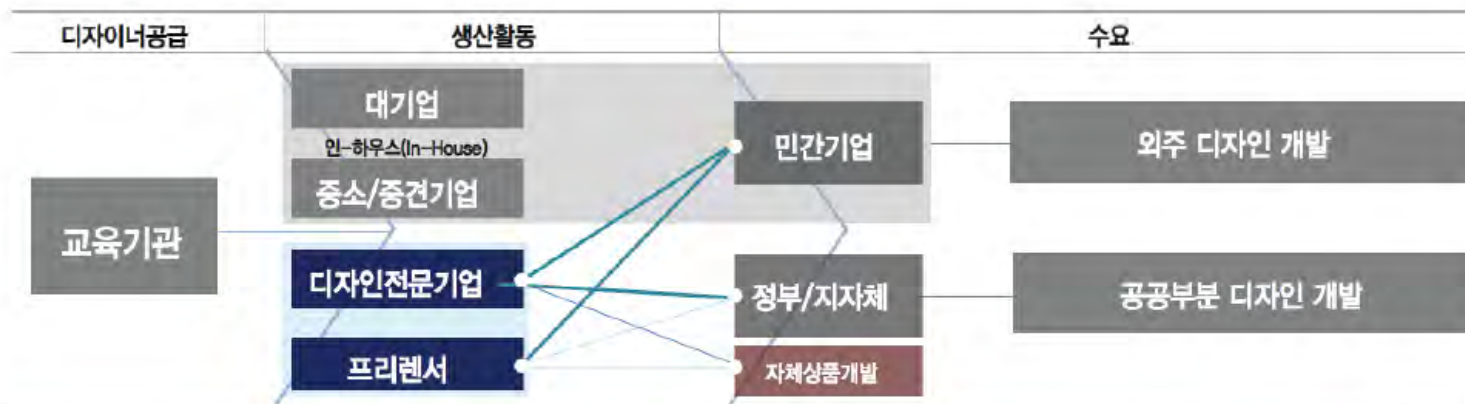 디자이너공급
생산활동
수요
대기업
인-하우스(In-House)
중소/중견기업
교육기관
디자인전문기업
프리렌서
민간기업
외주 디자인 개발
정부/지자체
공공부분 디자인 개발
자체상품개발